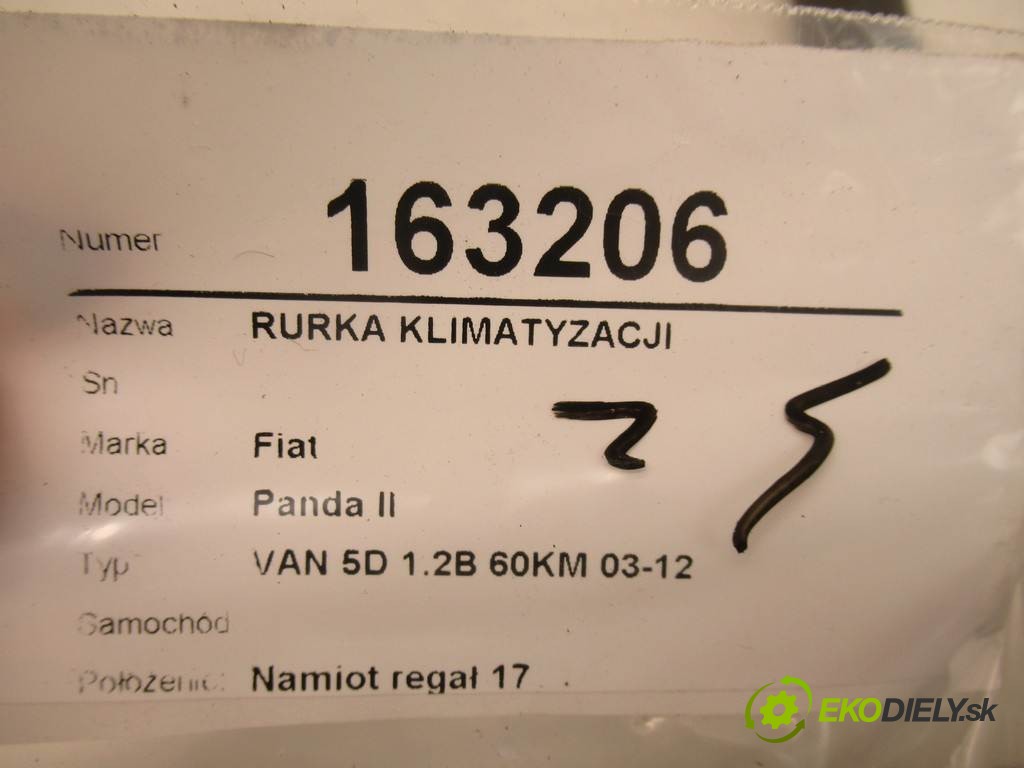 Numer 163206
Nazwa RURKA KLIMATYZACJI
Sn
Marka Fiat
Model Panda II
Typ VAN 5D 1.2B 60KM 03-12
Samochód
Położenie: Namiot regał 17
EKODIELY.sk